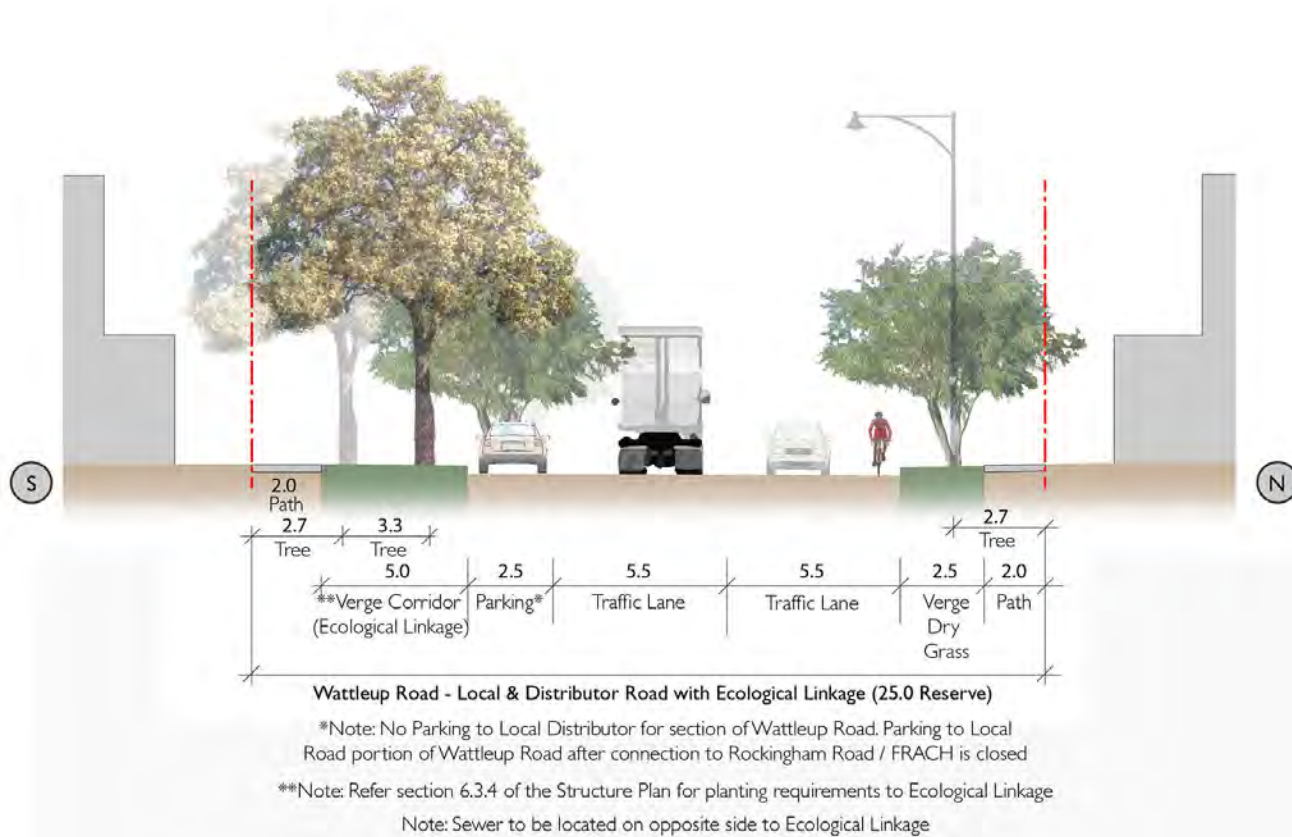 S
N
2.0
Path
2.7
Tree
3.3
Tree
2.7
Tree
5.0
**Verge Corridor
(Ecological Linkage)
2.5
Parking*
5.5
Traffic Lane
5.5
Traffic Lane
2.5
Verge
Dry
Grass
2.0
Path
Wattleup Road - Local & Distributor Road with Ecological Linkage (25.0 Reserve)
*Note: No Parking to Local Distributor for section of Wattleup Road. Parking to Local
Road portion of Wattleup Road after connection to Rockingham Road / FRACH is closed
**Note: Refer section 6.3.4 of the Structure Plan for planting requirements to Ecological Linkage
Note: Sewer to be located on opposite side to Ecological Linkage